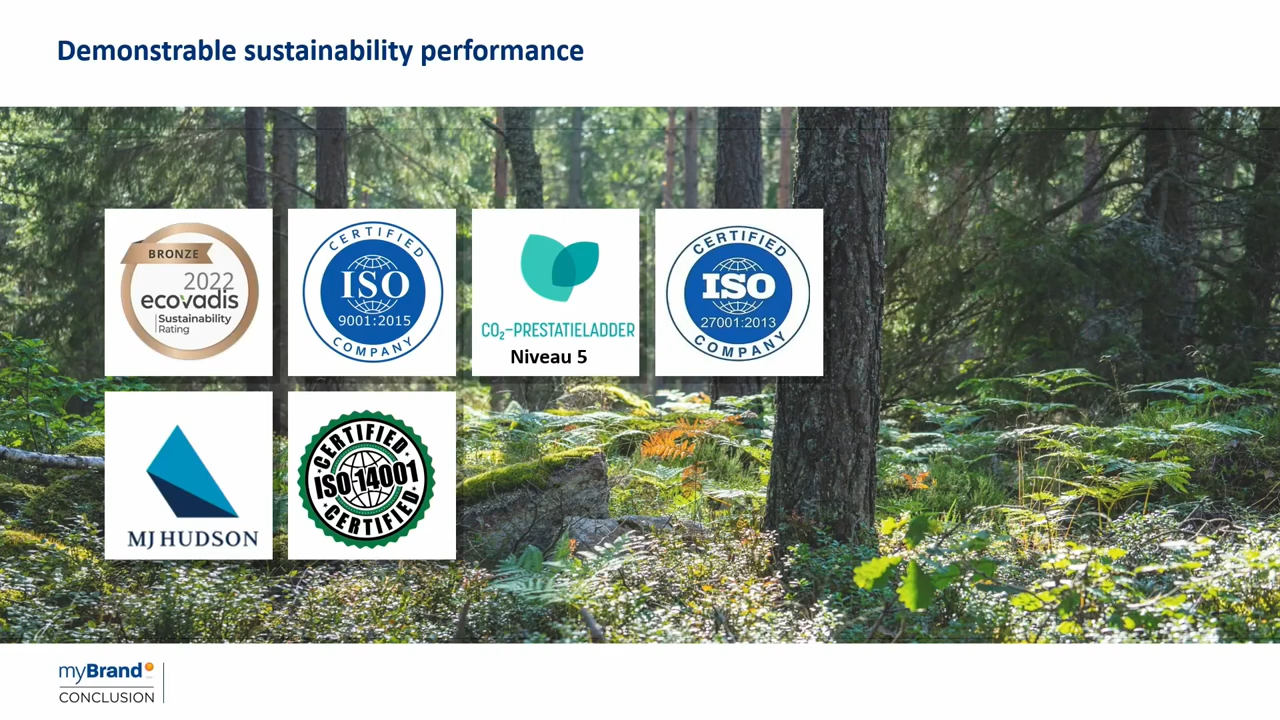 Demonstrable sustainability performance
BRONZE
2022
ecovadis
Sustainability
Rating
CERTIFIED
ISO
9001:2015
COMPANY
CO₂-PRESTATIELADDER
Niveau 5
CERTIFIED
ISO
27001:2013
COMPANY
MJ HUDSON
CERTIFIED
ISO 14001
CERTIFIED
myBrand
CONCLUSION